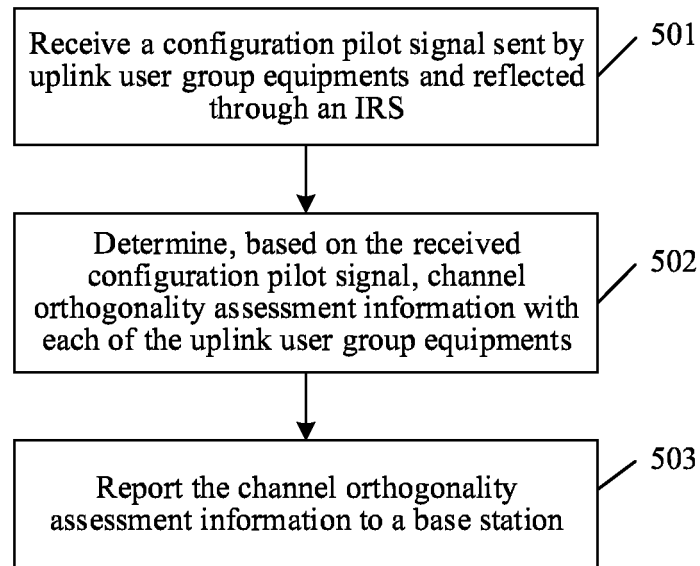 Receive a configuration pilot signal sent by
uplink user group equipments and reflected
through an IRS
501
Determine, based on the received
configuration pilot signal, channel
orthogonality assessment information with
each of the uplink user group equipments
502
Report the channel orthogonality
assessment information to a base station
503